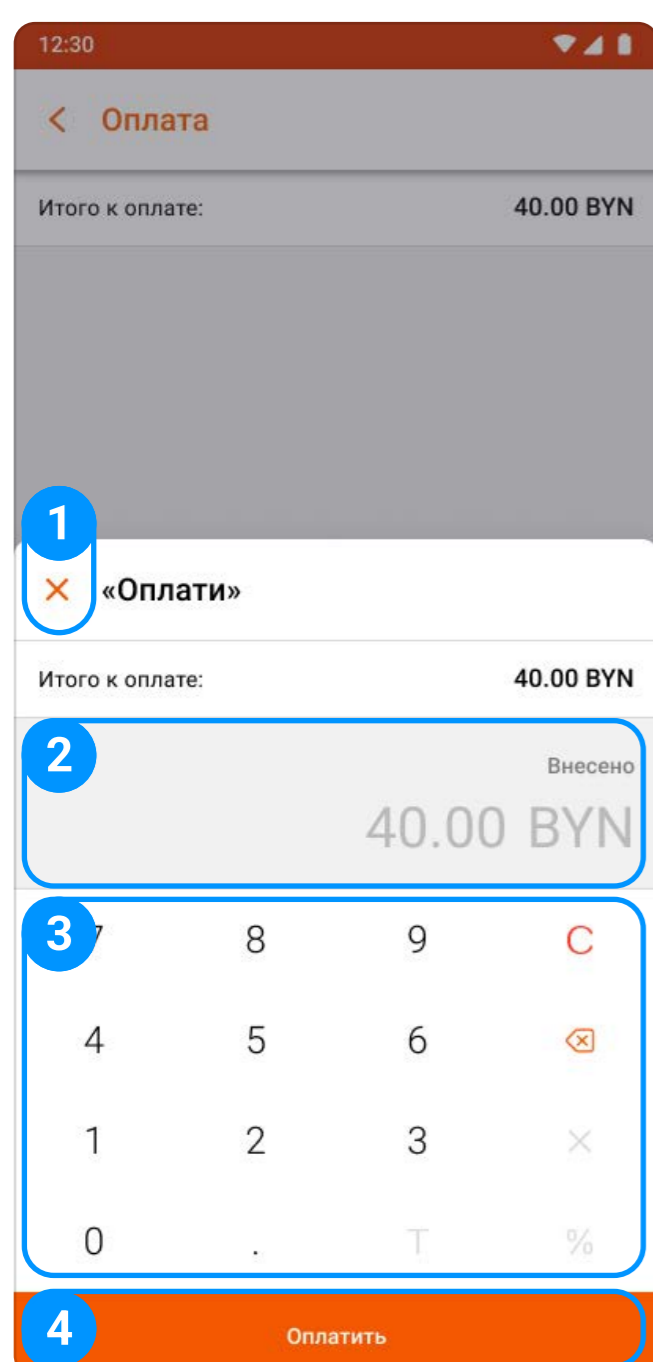 12:30
Оплата
Итого к оплате: 40.00 BYN
1
«Оплати»
Итого к оплате: 40.00 BYN
2
Внесено
40.00 BYN
3
8 9 C
4 5 6
1 2 3 ×
0 . T %
4
Оплатить